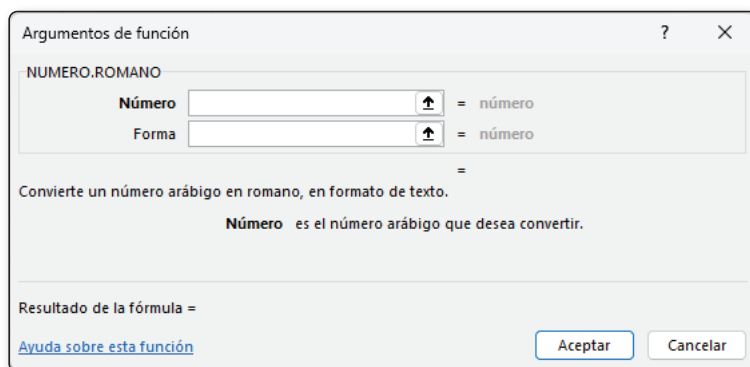 Argumentos de función ? X
NUMERO.ROMANO
Número = número
Forma = número
=
Convierte un número arábigo en romano, en formato de texto.
Número es el número arábigo que desea convertir.
Resultado de la fórmula =
Ayuda sobre esta función Aceptar Cancelar